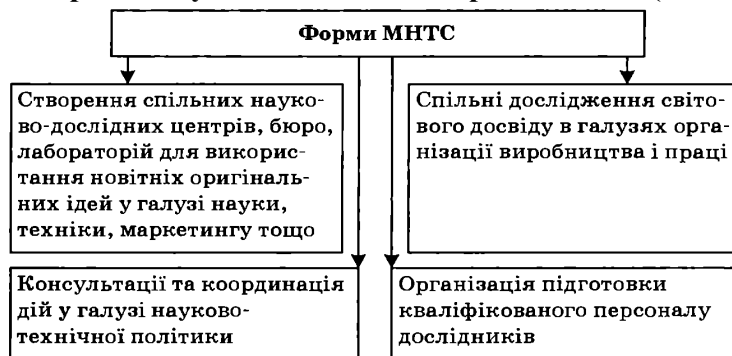 Форми МНТС
Створення спільних науко-
во-дослідних центрів, бюро,
лабораторій для викорис-
тання новітніх оригіналь-
них ідей у галузі науки,
техніки, маркетингу тощо
Спільні дослідження світо-
вого досвіду в галузях орга-
нізації виробництва і праці
Консультації та координація
дій у галузі науково-
технічної політики
Організація підготовки
кваліфікованого персоналу
дослідників